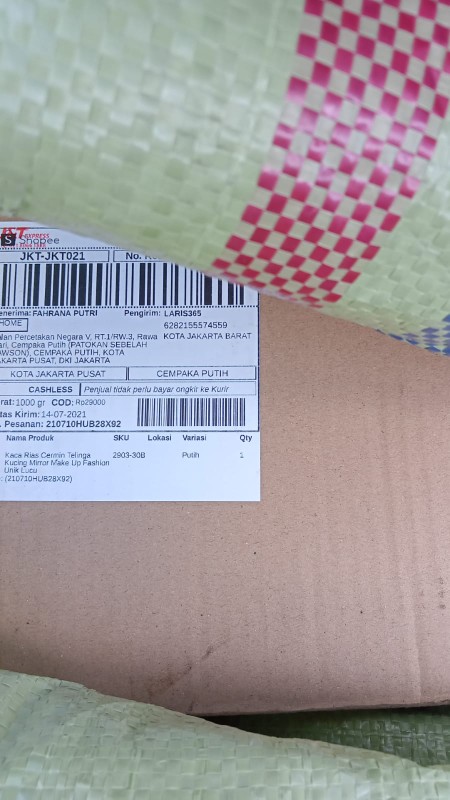 EXPRESS
Shopee
JKT-JKT021
No.
enerima: FAHRANA PUTRI Pengirim: LARIS365
HOME 6282155574559
lan Percetakan Negara V, RT.1/RW.3, Rawa KOTA JAKARTA BARAT
ari, Cempaka Putih (PATOKAN SEBELAH
AWSON), CEMPAKA PUTIH, KOTA
AKARTA PUSAT, DKI JAKARTA
KOTA JAKARTA PUSAT CEMPAKA PUTIH
CASHLESS Penjual tidak perlu bayar ongkir ke Kurir
rat: 1000 gr COD: Rp29000
tas Kirim: 14-07-2021
. Pesanan: 210710HUB28X92
Nama Produk SKU Lokasi Variasi Qty
Kaca Rias Cermin Telinga 2903-30B Putih 1
Kucing Mirror Make Up Fashion
Unik Lucu
: (210710HUB28X92)